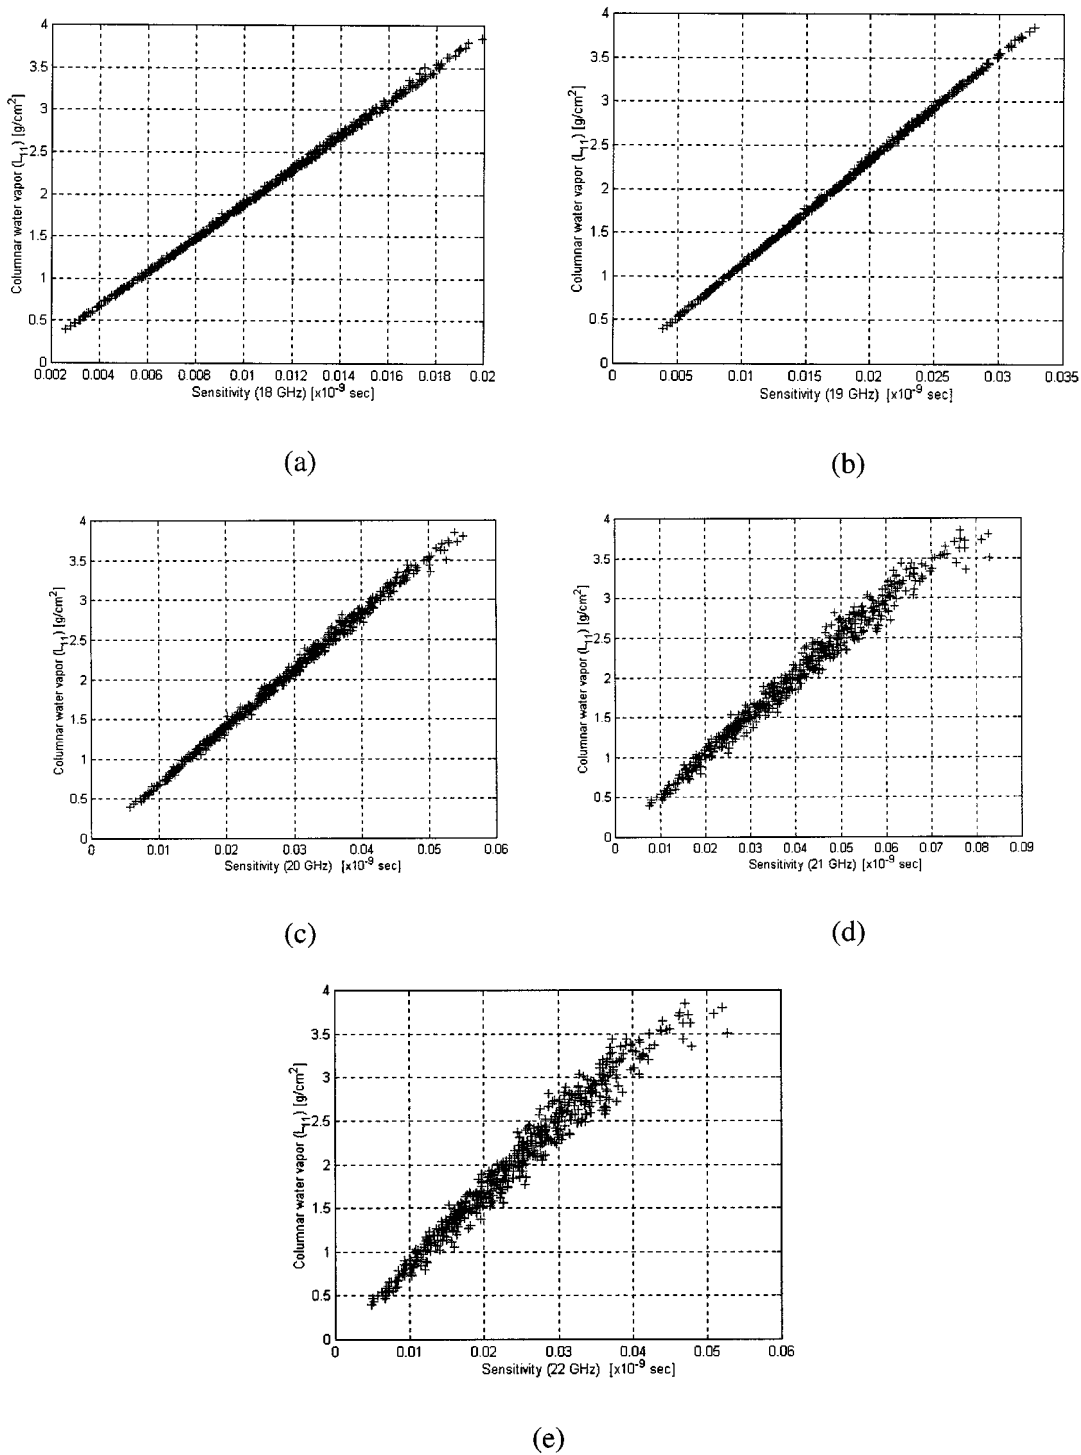 4
3.5
3
2.5
2
1.5
1
0.5
0
Columnar water vapor (L11) [g/cm2]
0.002 0.004 0.006 0.008 0.01 0.012 0.014 0.016 0.018 0.02
Sensitivity (18 GHz) [x10-9 sec]
(a)
4
3.5
3
2.5
2
1.5
1
0.5
0
Columnar water vapor (L11) [g/cm2]
0 0.005 0.01 0.015 0.02 0.025 0.03 0.035
Sensitivity (19 GHz) [x10-9 sec]
(b)
4
3.5
3
2.5
2
1.5
1
0.5
0
Columnar water vapor (L11) [g/cm2]
0 0.01 0.02 0.03 0.04 0.05 0.06
Sensitivity (20 GHz) [x10-9 sec]
(c)
4
3.5
3
2.5
2
1.5
1
0.5
0
Columnar water vapor (L11) [g/cm2]
0 0.01 0.02 0.03 0.04 0.05 0.06 0.07 0.08 0.09
Sensitivity (21 GHz) [x10-9 sec]
(d)
4
3.5
3
2.5
2
1.5
1
0.5
0
Columnar water vapor (L11) [g/cm2]
0 0.01 0.02 0.03 0.04 0.05 0.06
Sensitivity (22 GHz) [x10-9 sec]
(e)